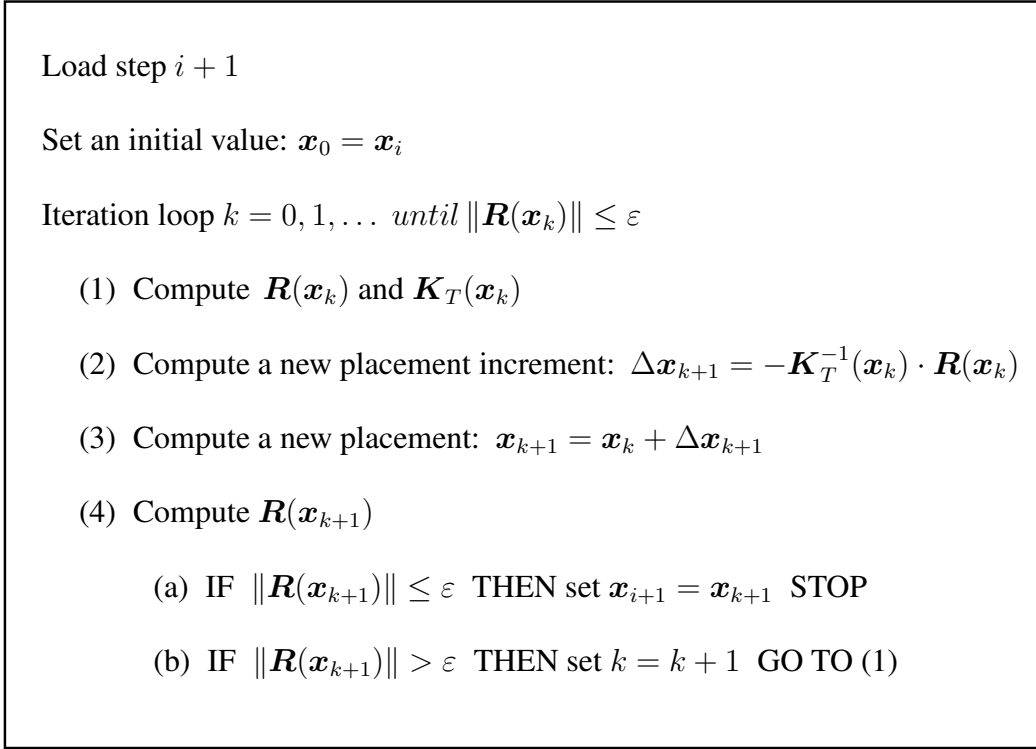 Load step i + 1
Set an initial value: x₀ = xᵢ
Iteration loop k = 0, 1, … until ‖R(xₖ)‖ ≤ ε
(1) Compute R(xₖ) and K_T(xₖ)
(2) Compute a new placement increment: Δxₖ₊₁ = −K_T⁻¹(xₖ) · R(xₖ)
(3) Compute a new placement: xₖ₊₁ = xₖ + Δxₖ₊₁
(4) Compute R(xₖ₊₁)
(a) IF ‖R(xₖ₊₁)‖ ≤ ε THEN set xᵢ₊₁ = xₖ₊₁ STOP
(b) IF ‖R(xₖ₊₁)‖ > ε THEN set k = k + 1 GO TO (1)